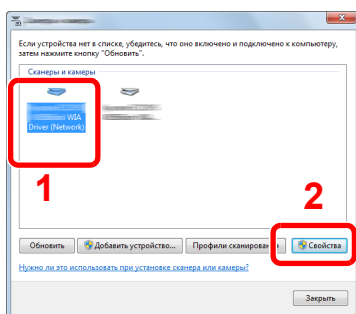 Если устройства нет в списке, убедитесь, что оно включено и подключено к компьютеру,
затем нажмите кнопку "Обновить".
Сканеры и камеры
WIA
Driver (Network)
1
2
Обновить
Добавить устройство...
Профили сканирования
Свойства
Нужно ли это использовать при установке сканера или камеры?
Закрыть